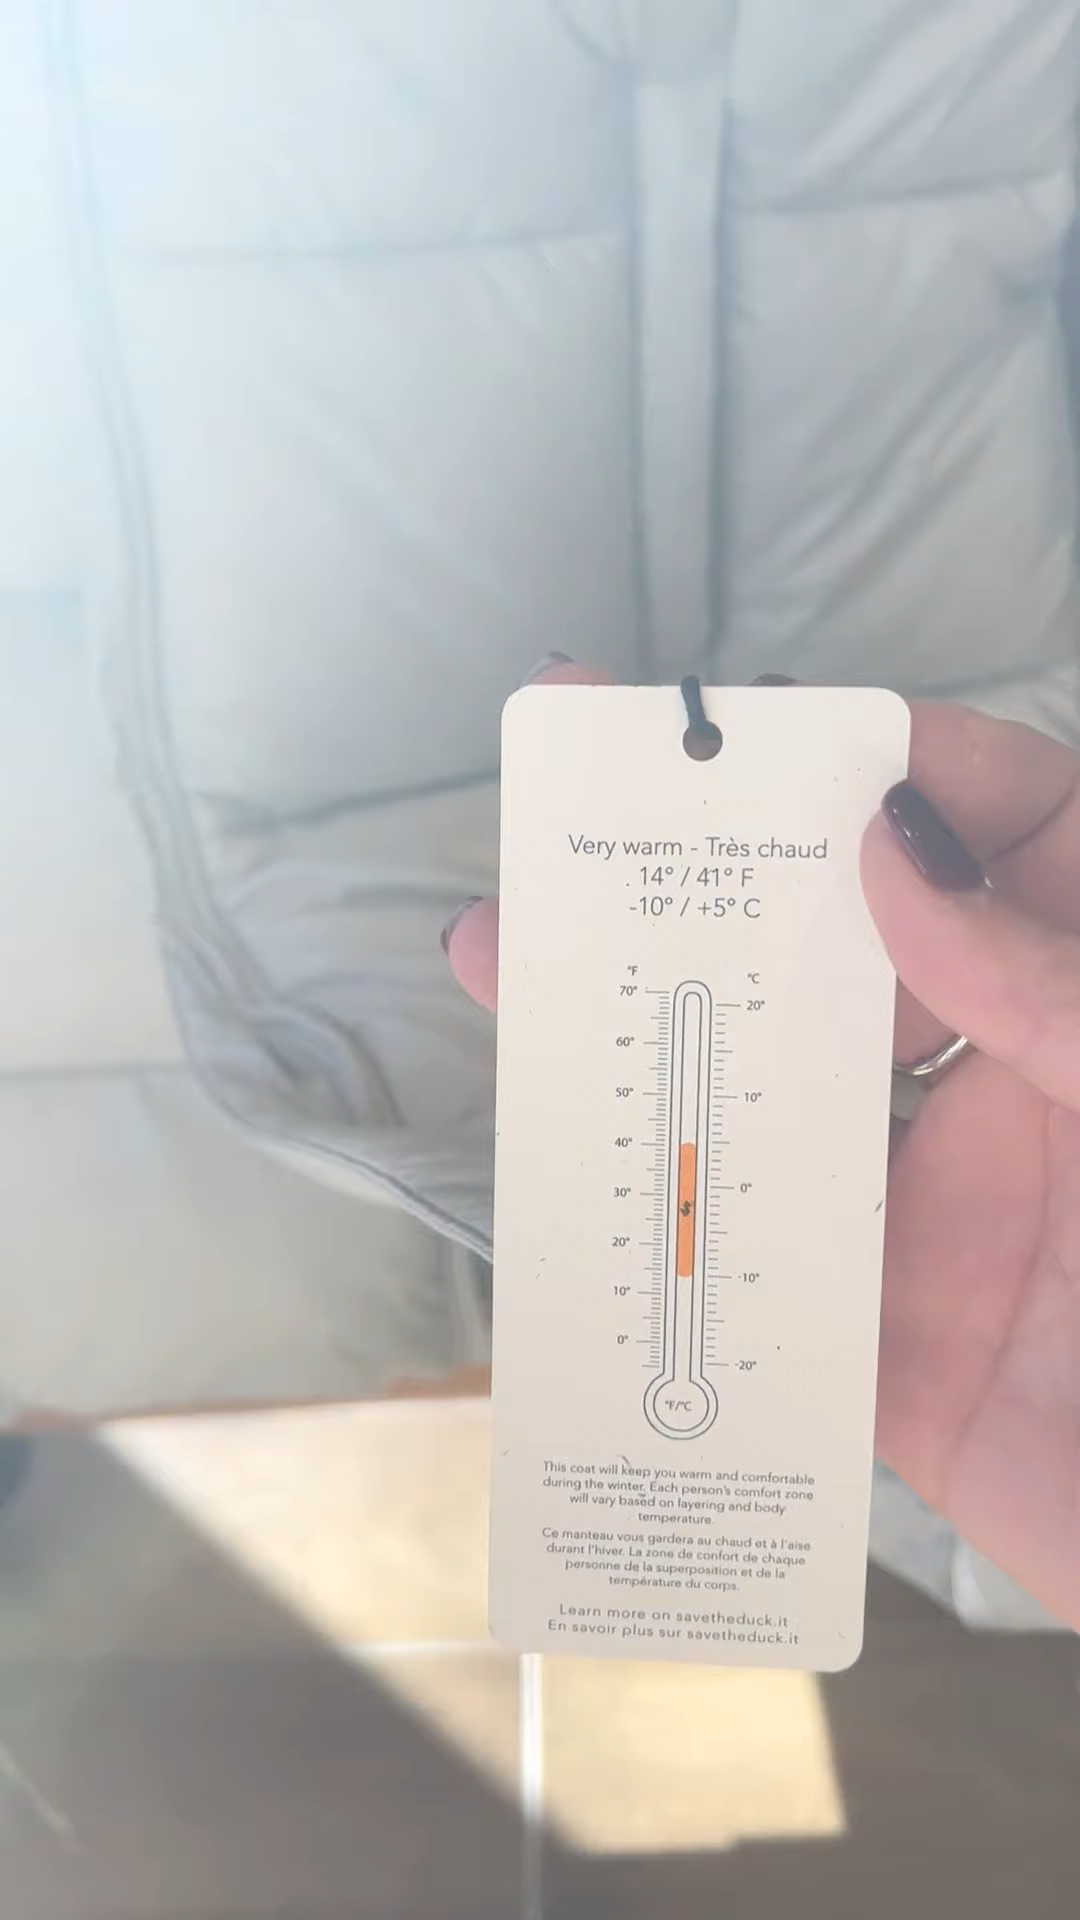 Very warm - Très chaud
14° / 41° F
-10° / +5° C
°F
°C
70°
20°
60°
50°
10°
40°
30°
0°
20°
-10°
10°
0°
-20°
°F/°C
This coat will keep you warm and comfortable
during the winter. Each person's comfort zone
will vary based on layering and body
temperature.
Ce manteau vous gardera au chaud et à l'aise
durant l'hiver. La zone de confort de chaque
personne de la superposition et de la
température du corps.
Learn more on savetheduck.it
En savoir plus sur savetheduck.it